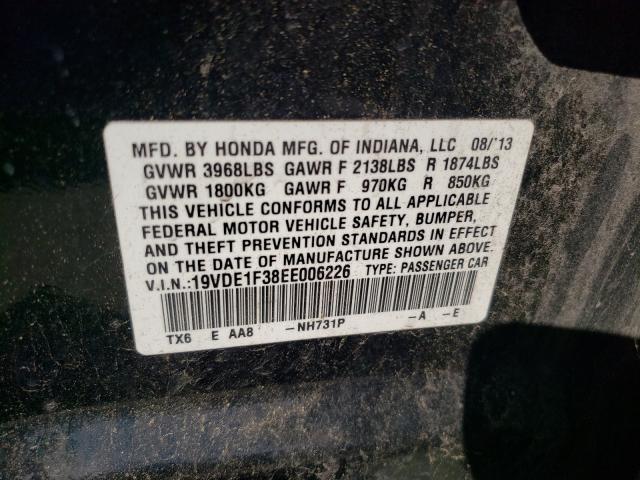 MFD. BY HONDA MFG. OF INDIANA, LLC 08/'13
GVWR 3968LBS GAWR F 2138LBS R 1874LBS
GVWR 1800KG GAWR F 970KG R 850KG
THIS VEHICLE CONFORMS TO ALL APPLICABLE
FEDERAL MOTOR VEHICLE SAFETY, BUMPER,
AND THEFT PREVENTION STANDARDS IN EFFECT
ON THE DATE OF MANUFACTURE SHOWN ABOVE.
V.I.N.:19VDE1F38EE006226 TYPE: PASSENGER CAR
TX6 E AA8 -NH731P -A -E